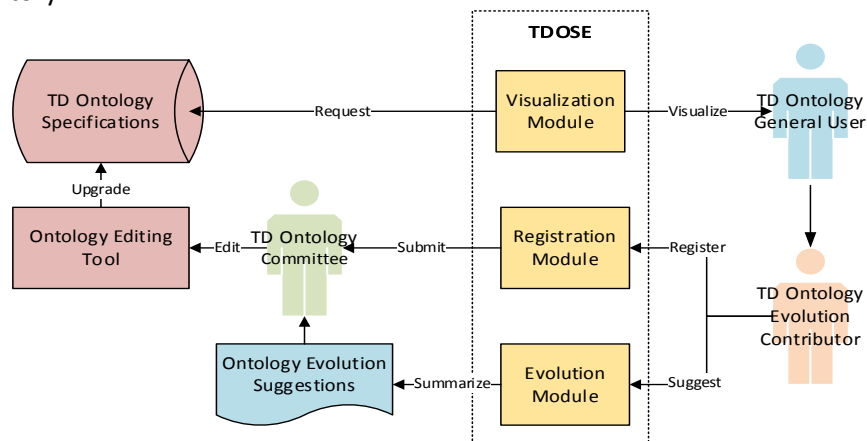 TDOSE
TD Ontology
Specifications
Request
Visualization
Module
Visualize
TD Ontology
General User
Upgrade
Ontology Editing
Tool
Edit
TD Ontology
Committee
Submit
Registration
Module
Register
TD Ontology
Evolution
Contributor
Ontology Evolution
Suggestions
Summarize
Evolution
Module
Suggest